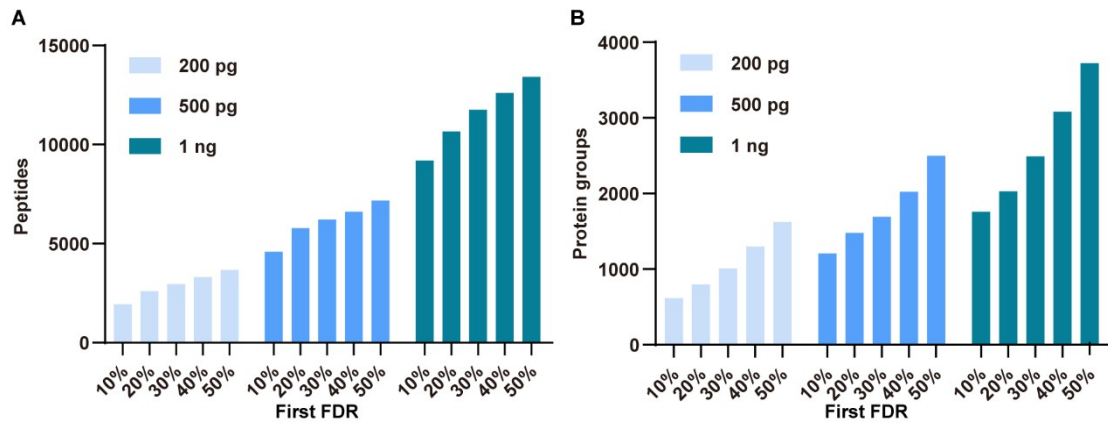 A
15000
10000
5000
0
Peptides
200 pg
500 pg
1 ng
10% 20% 30% 40% 50% 10% 20% 30% 40% 50% 10% 20% 30% 40% 50%
First FDR
B
4000
3000
2000
1000
0
Protein groups
200 pg
500 pg
1 ng
10% 20% 30% 40% 50% 10% 20% 30% 40% 50% 10% 20% 30% 40% 50%
First FDR